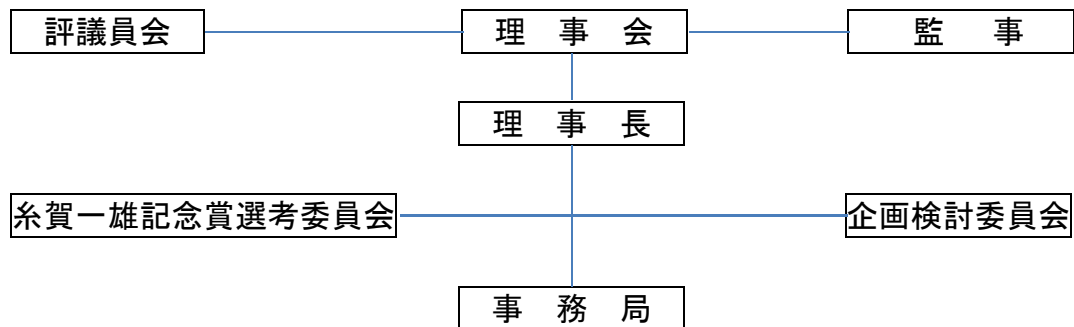 評議員会
理　事　会
監　　事
理　事　長
糸賀一雄記念賞選考委員会
企画検討委員会
事　務　局